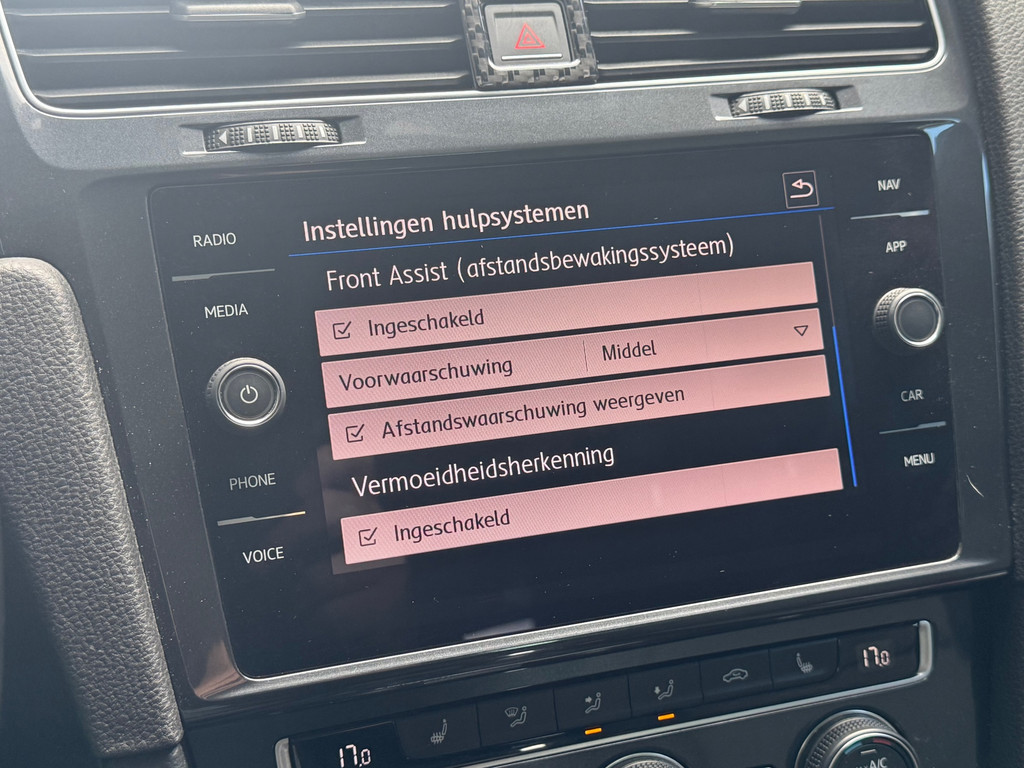 Instellingen hulpsystemen
Front Assist (afstandsbewakingssysteem)
Ingeschakeld
Voorwaarschuwing Middel
Afstandswaarschuwing weergeven
Vermoeidheidsherkenning
Ingeschakeld
RADIO
MEDIA
PHONE
VOICE
NAV
APP
CAR
MENU
17.0
17.0
A/C